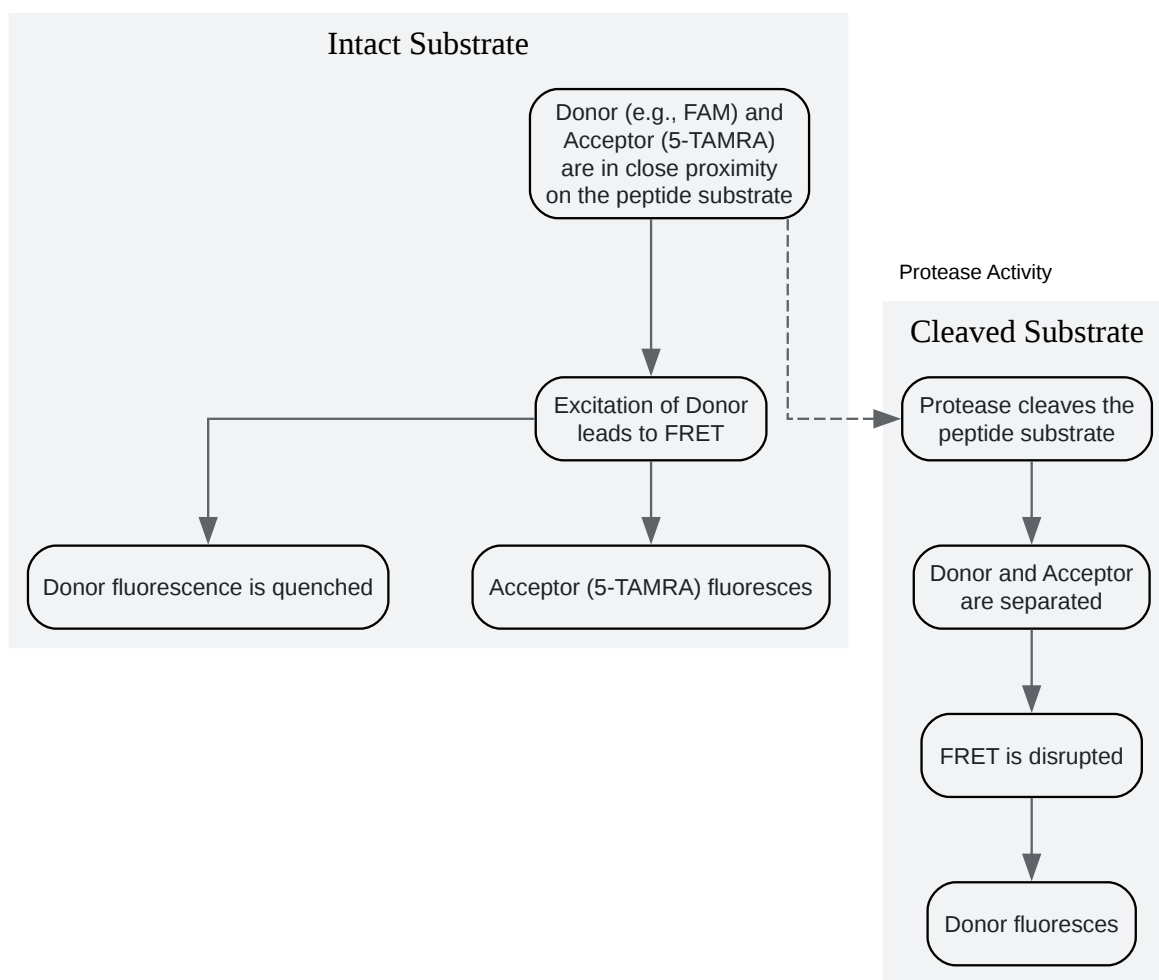 Intact Substrate
Donor (e.g., FAM) and
Acceptor (5-TAMRA)
are in close proximity
on the peptide substrate
Excitation of Donor
leads to FRET
Donor fluorescence is quenched
Acceptor (5-TAMRA) fluoresces
Protease Activity
Cleaved Substrate
Protease cleaves the
peptide substrate
Donor and Acceptor
are separated
FRET is disrupted
Donor fluoresces